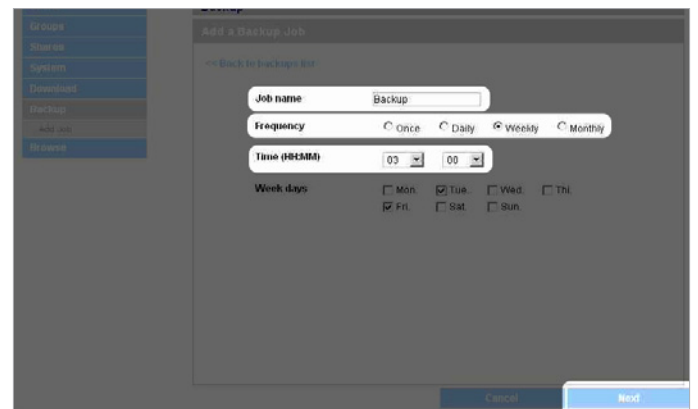 Backup
Groups
Shares
System
Download
Backup
Add Job
Browse
Add a Backup Job
<< Back to backups list
Job name Backup
Frequency Once Daily Weekly Monthly
Time (HH:MM) 03 00
Week days Mon. Tue. Wed. Thi.
Fri. Sat. Sun.
Cancel Next